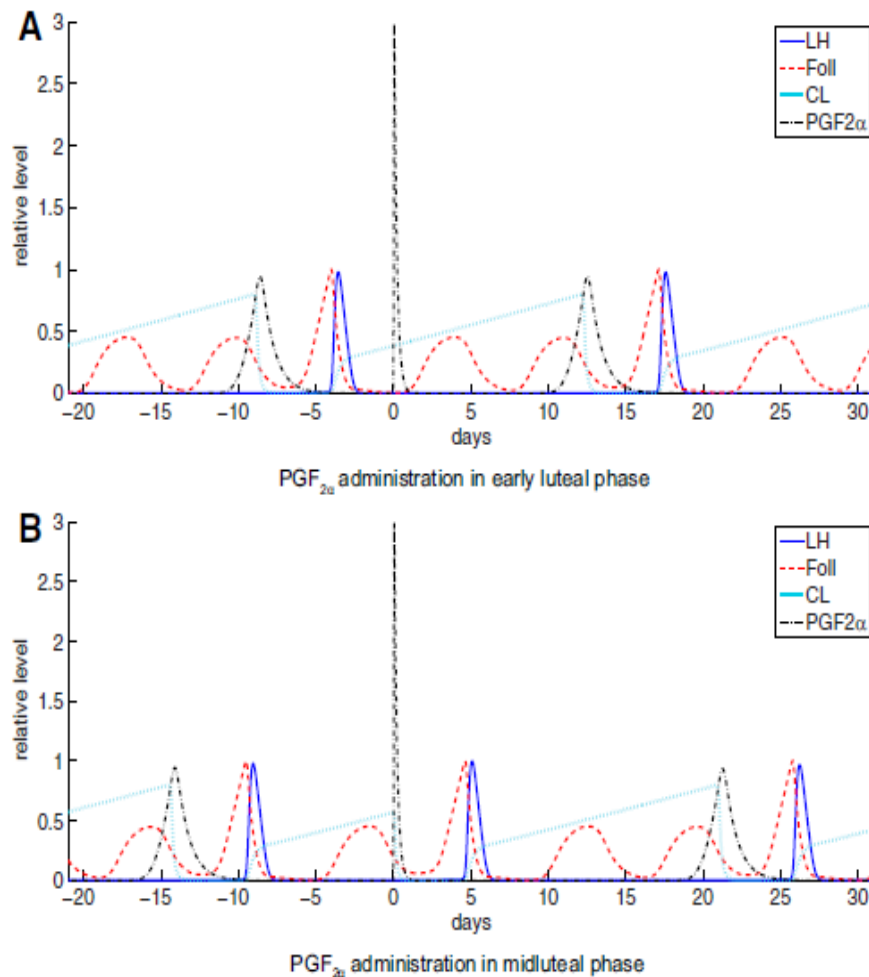 A
3
2.5
2
1.5
1
0.5
0
relative level
LH
Foll
CL
PGF2α
−20 −15 −10 −5 0 5 10 15 20 25 30
days
PGF2α administration in early luteal phase
B
3
2.5
2
1.5
1
0.5
0
relative level
LH
Foll
CL
PGF2α
−20 −15 −10 −5 0 5 10 15 20 25 30
days
PGF2α administration in midluteal phase